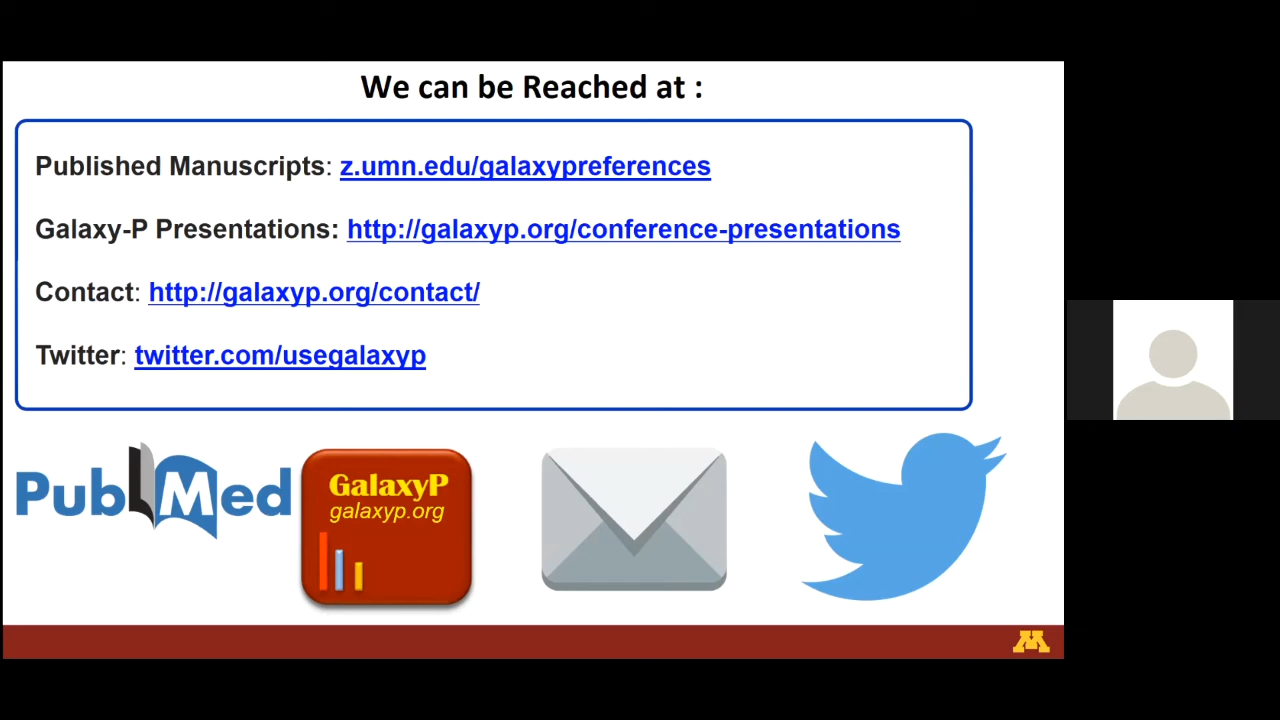 We can be Reached at :
Published Manuscripts: z.umn.edu/galaxypreferences
Galaxy-P Presentations: http://galaxyp.org/conference-presentations
Contact: http://galaxyp.org/contact/
Twitter: twitter.com/usegalaxyp
PubMed
GalaxyP
galaxyp.org
M